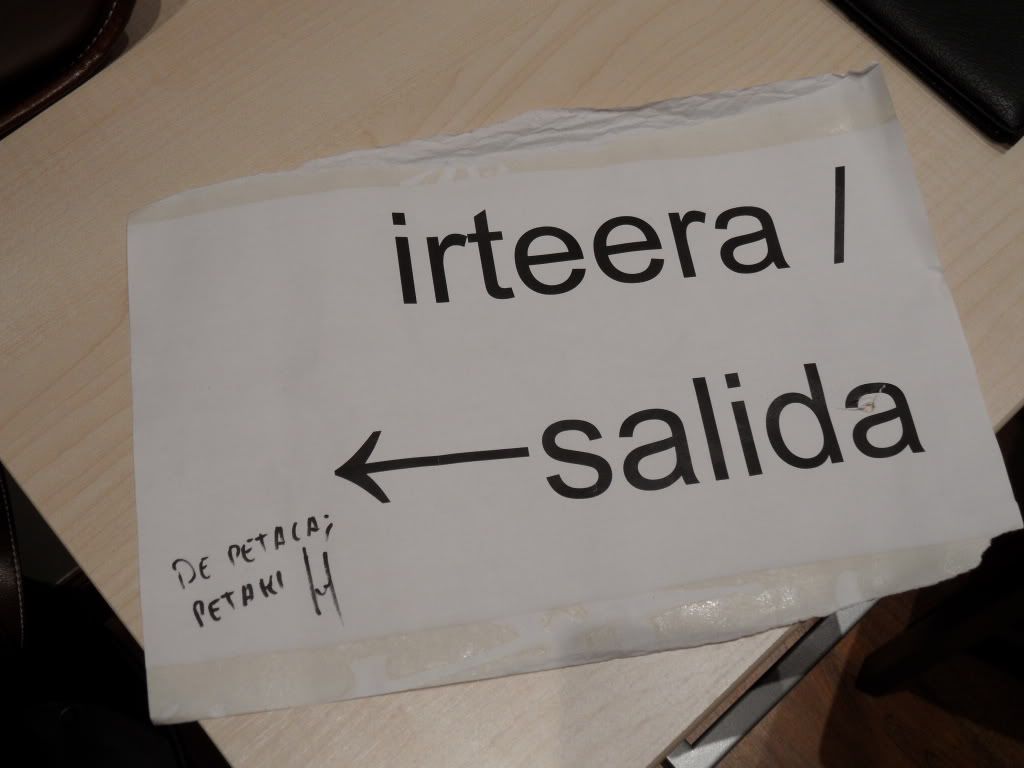 irteera /
←salida
DE PETACA;
PETAKI